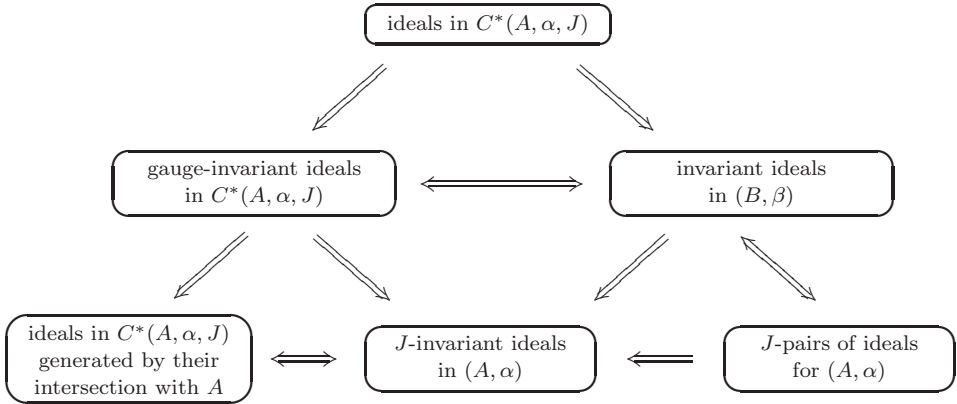 ideals in C*(A, α, J)
gauge-invariant ideals
in C*(A, α, J)
invariant ideals
in (B, β)
ideals in C*(A, α, J)
generated by their
intersection with A
J-invariant ideals
in (A, α)
J-pairs of ideals
for (A, α)